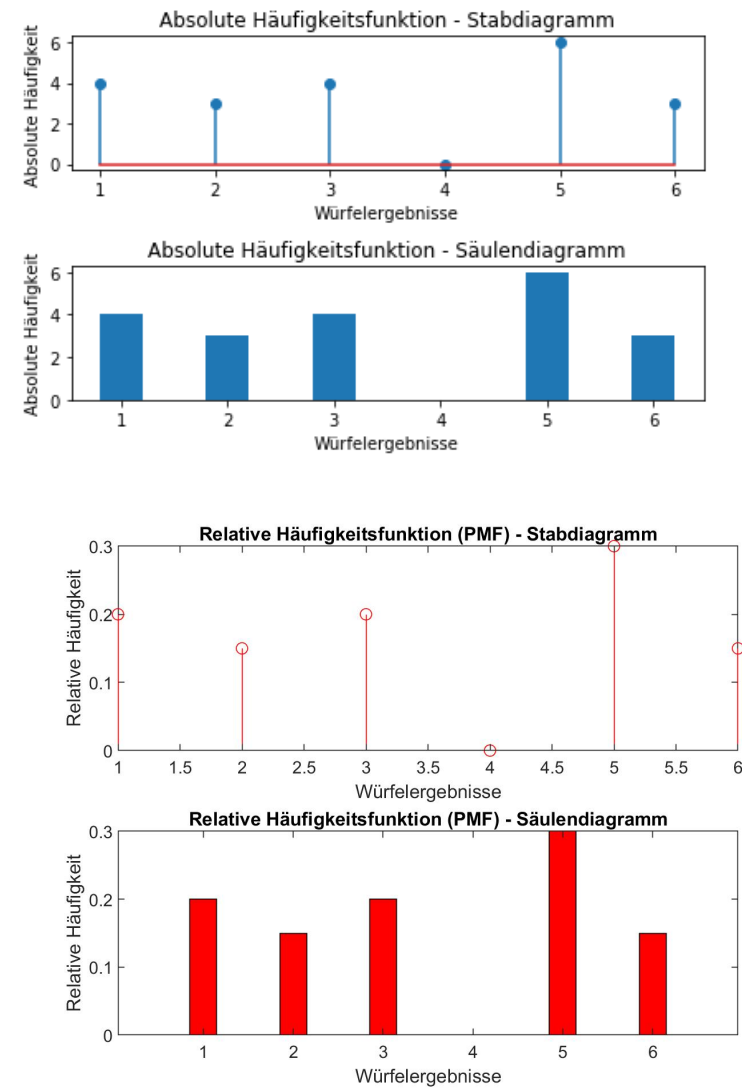 Absolute Häufigkeitsfunktion - Stabdiagramm
Absolute Häufigkeit
6
4
2
0
1 2 3 4 5 6
Würfelergebnisse
Absolute Häufigkeitsfunktion - Säulendiagramm
Absolute Häufigkeit
6
4
2
0
1 2 3 4 5 6
Würfelergebnisse
Relative Häufigkeitsfunktion (PMF) - Stabdiagramm
Relative Häufigkeit
0.3
0.2
0.1
0
1 1.5 2 2.5 3 3.5 4 4.5 5 5.5 6
Würfelergebnisse
Relative Häufigkeitsfunktion (PMF) - Säulendiagramm
Relative Häufigkeit
0.3
0.2
0.1
0
1 2 3 4 5 6
Würfelergebnisse